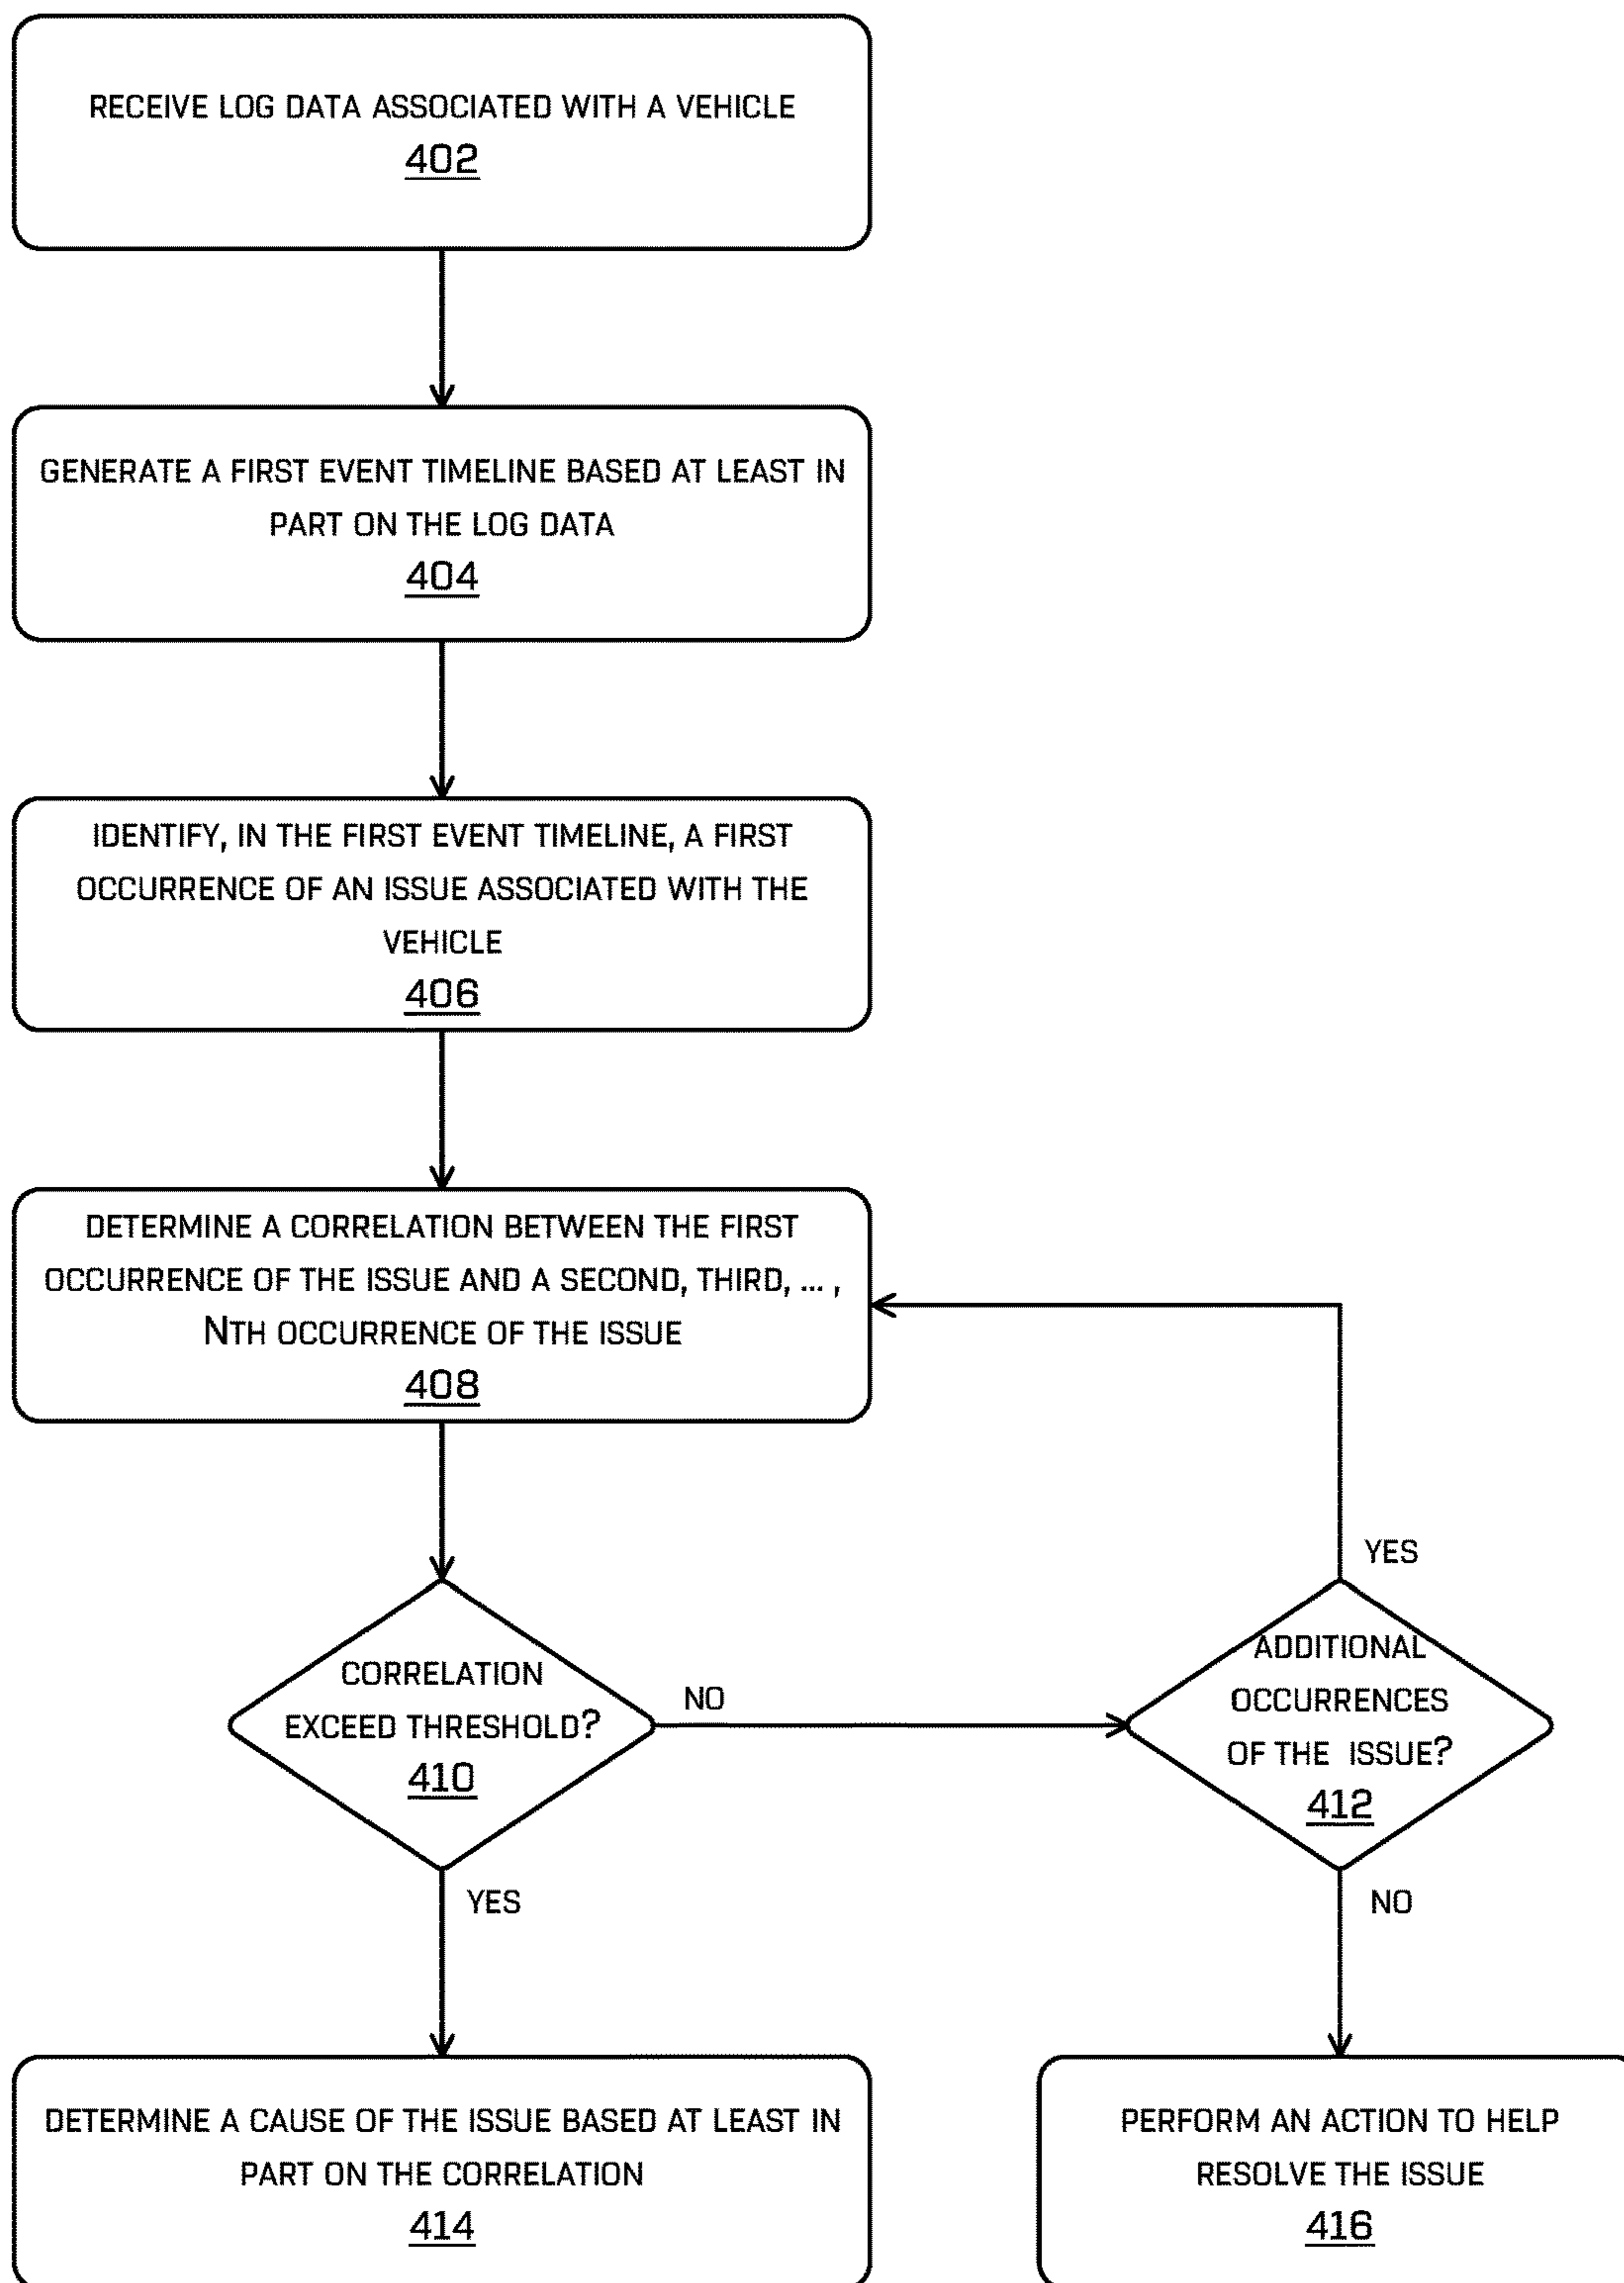 RECEIVE LOG DATA ASSOCIATED WITH A VEHICLE
402
GENERATE A FIRST EVENT TIMELINE BASED AT LEAST IN
PART ON THE LOG DATA
404
IDENTIFY, IN THE FIRST EVENT TIMELINE, A FIRST
OCCURRENCE OF AN ISSUE ASSOCIATED WITH THE
VEHICLE
406
DETERMINE A CORRELATION BETWEEN THE FIRST
OCCURRENCE OF THE ISSUE AND A SECOND, THIRD, ... ,
NTH OCCURRENCE OF THE ISSUE
408
CORRELATION
EXCEED THRESHOLD?
410
NO
YES
ADDITIONAL
OCCURRENCES
OF THE ISSUE?
412
YES
NO
DETERMINE A CAUSE OF THE ISSUE BASED AT LEAST IN
PART ON THE CORRELATION
414
PERFORM AN ACTION TO HELP
RESOLVE THE ISSUE
416